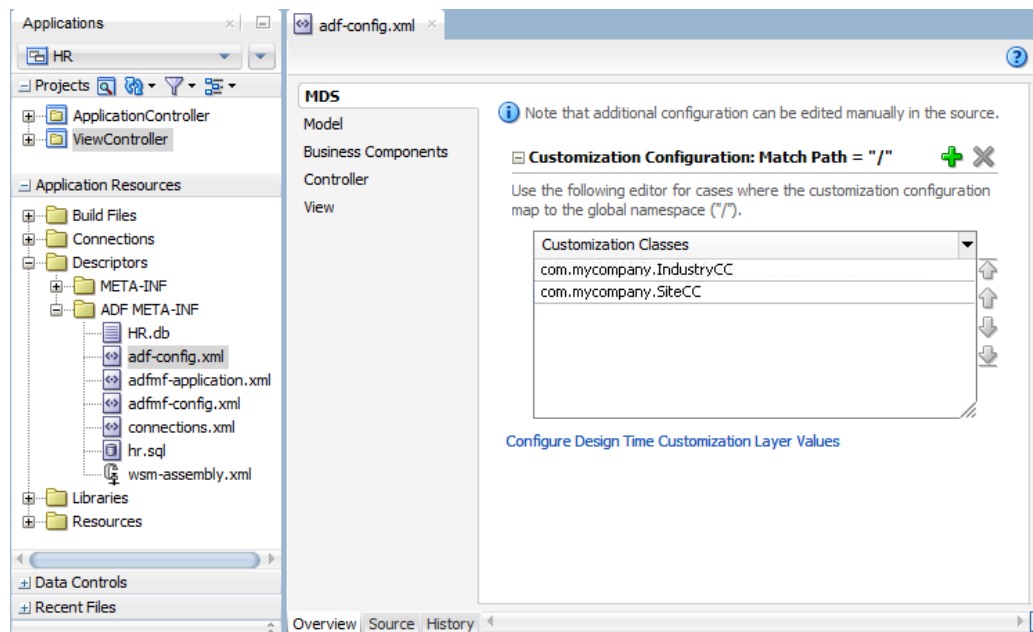 Applications
HR
Projects
ApplicationController
ViewController
Application Resources
Build Files
Connections
Descriptors
META-INF
ADF META-INF
HR.db
adf-config.xml
adfmf-application.xml
adfmf-config.xml
connections.xml
hr.sql
wsm-assembly.xml
Libraries
Resources
Data Controls
Recent Files
adf-config.xml
MDS
Model
Business Components
Controller
View
Note that additional configuration can be edited manually in the source.
Customization Configuration: Match Path = "/"
Use the following editor for cases where the customization configuration
map to the global namespace ("/").
Customization Classes
com.mycompany.IndustryCC
com.mycompany.SiteCC
Configure Design Time Customization Layer Values
Overview Source History